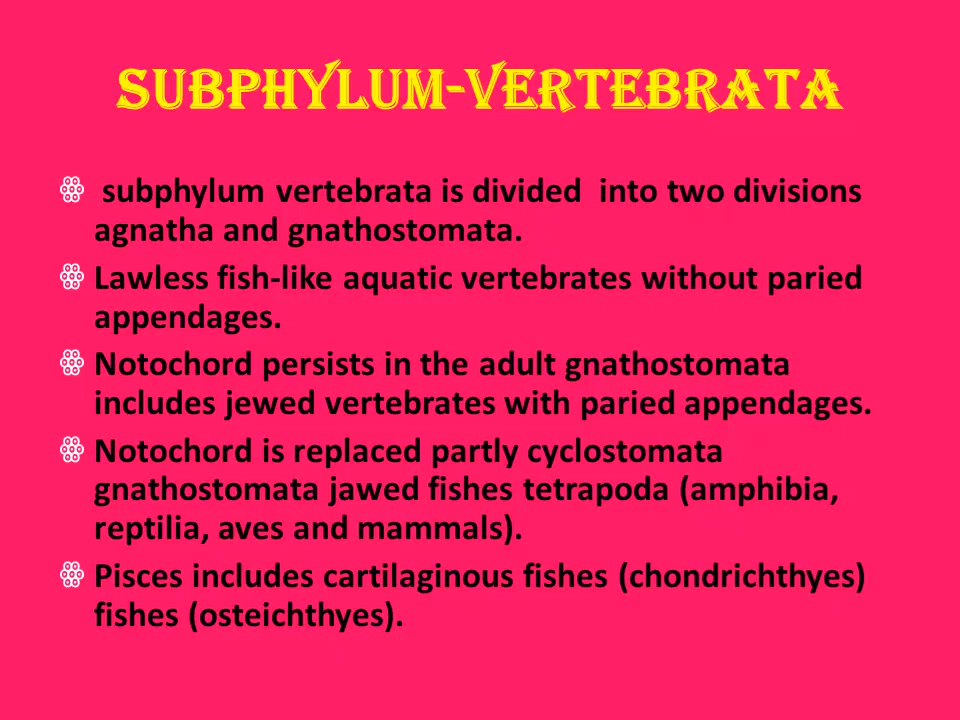 SUBPHYLUM-VERTEBRATA
subphylum vertebrata is divided into two divisions
agnatha and gnathostomata.
Lawless fish-like aquatic vertebrates without paried
appendages.
Notochord persists in the adult gnathostomata
includes jewed vertebrates with paried appendages.
Notochord is replaced partly cyclostomata
gnathostomata jawed fishes tetrapoda (amphibia,
reptilia, aves and mammals).
Pisces includes cartilaginous fishes (chondrichthyes)
fishes (osteichthyes).